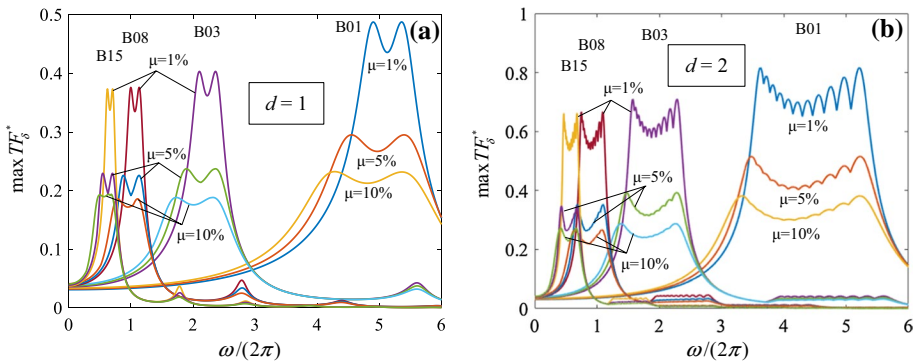 B15
B08
B03
B01
(a)
μ=1%
μ=1%
d = 1
μ=5%
μ=5%
μ=10%
μ=10%
max TF*δ
0.5
0.4
0.3
0.2
0.1
0
0 1 2 3 4 5 6
ω/(2π)
B08
B15
B03
B01
(b)
μ=1%
μ=1%
d = 2
μ=5%
μ=5%
μ=10%
μ=10%
max TF*δ
1
0.8
0.6
0.4
0.2
0
0 1 2 3 4 5 6
ω/(2π)